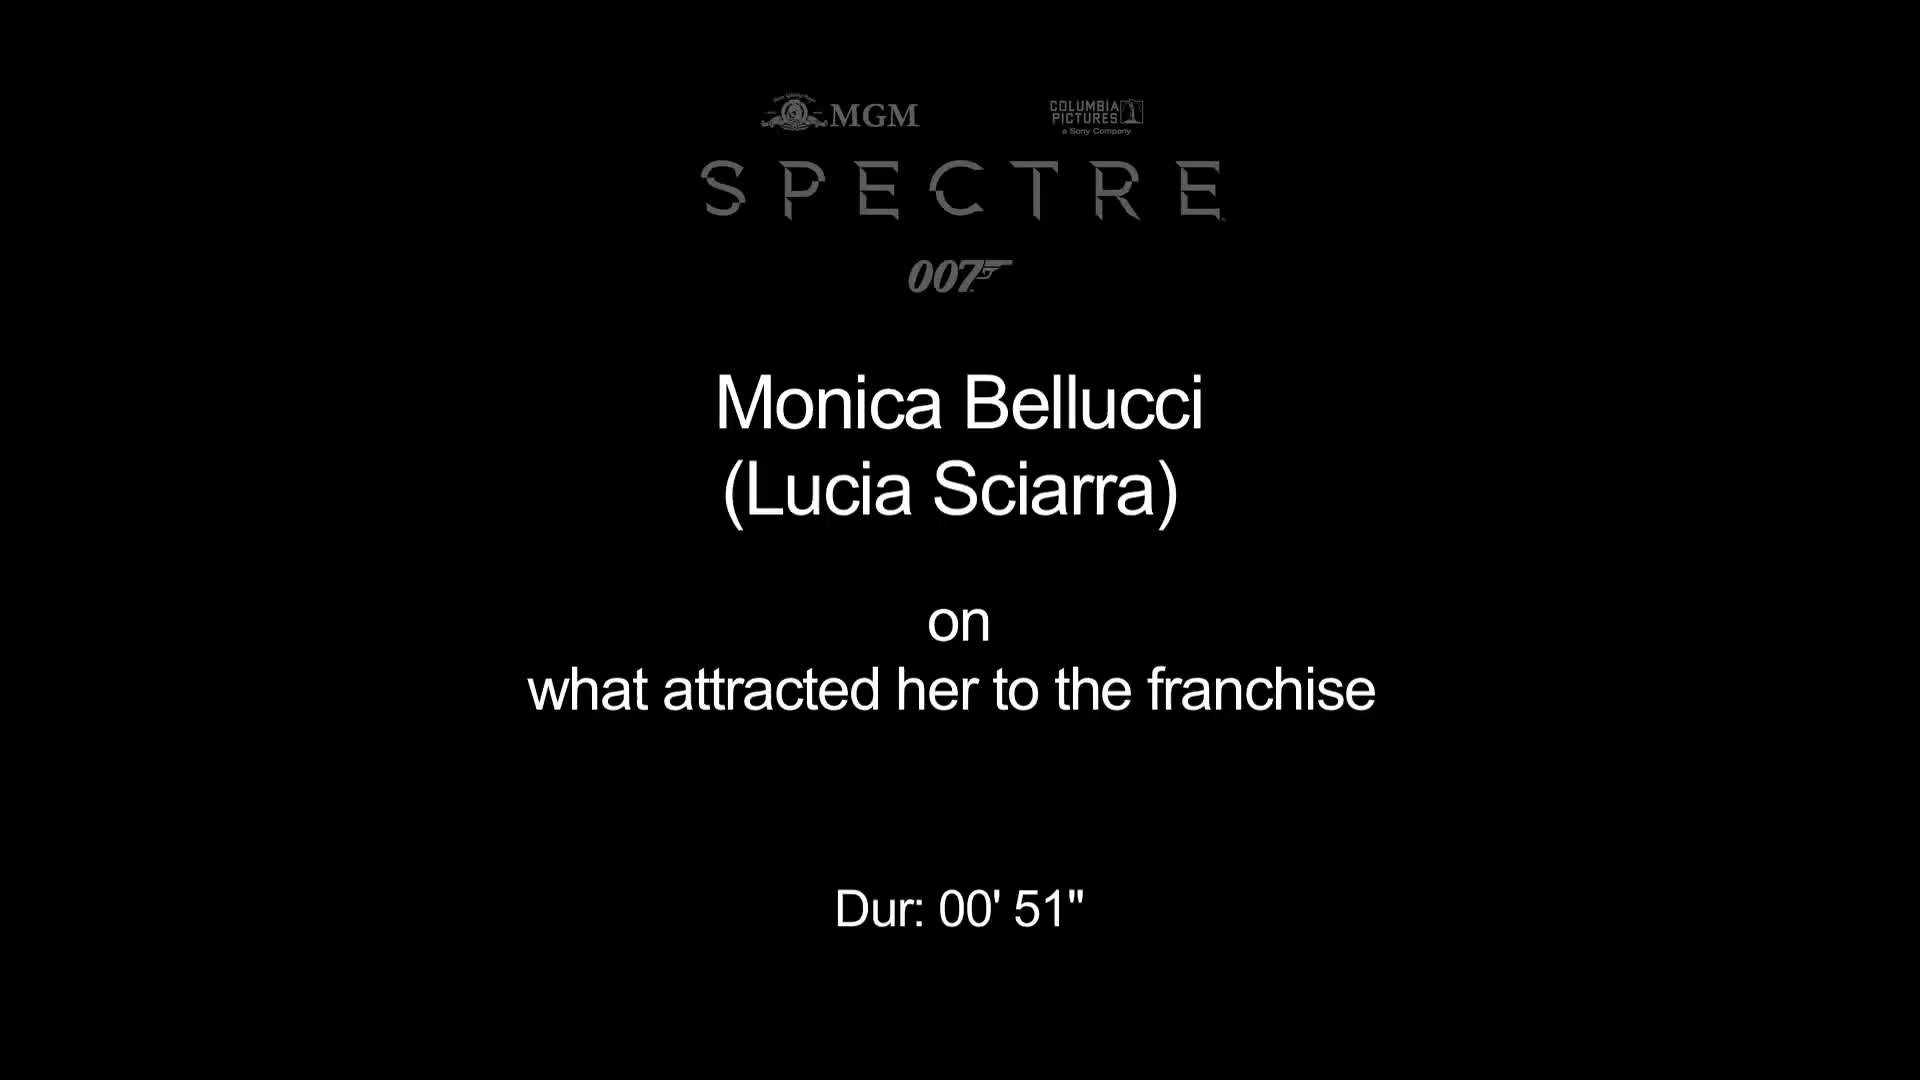 MGM
COLUMBIA
PICTURES
a Sony Company
SPECTRE
007
Monica Bellucci
(Lucia Sciarra)
on
what attracted her to the franchise
Dur: 00' 51"